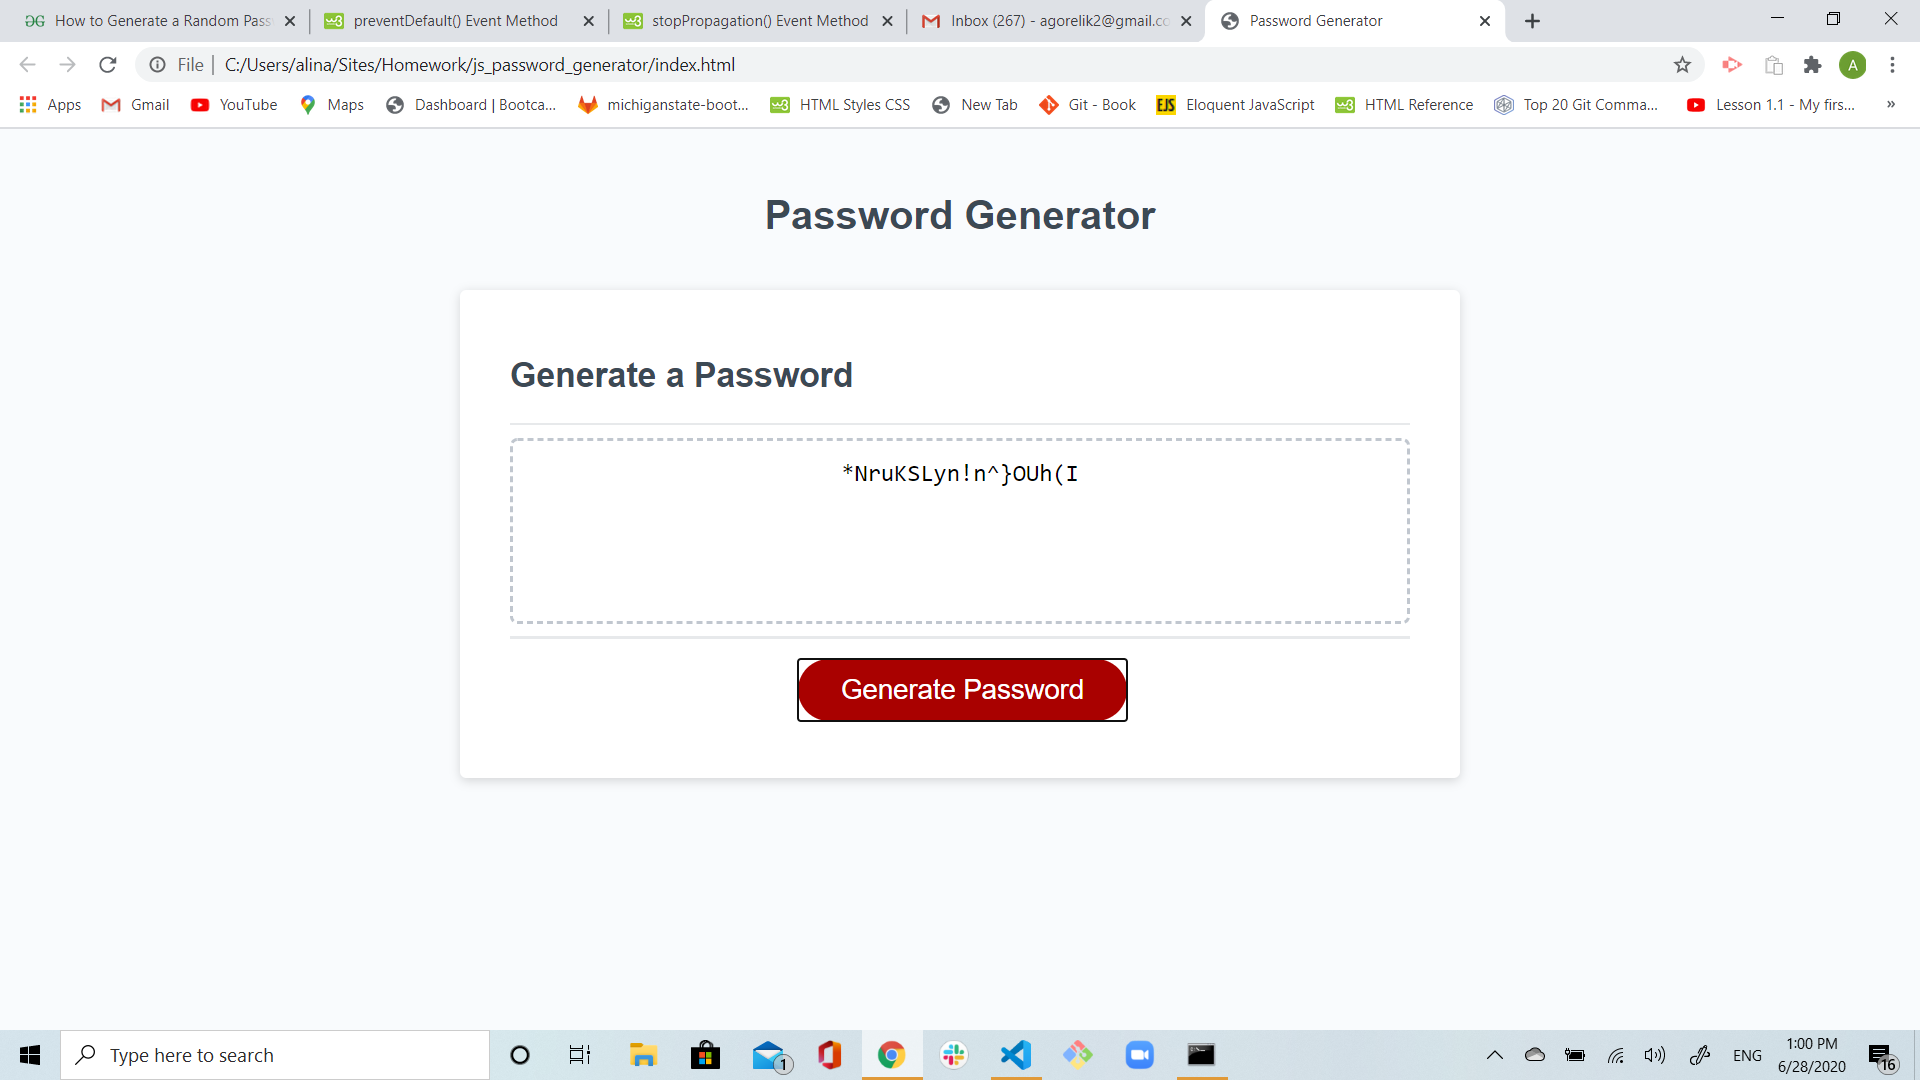 How to Generate a Random Pass
preventDefault() Event Method
stopPropagation() Event Method
Inbox (267) - agorelik2@gmail.co
Password Generator
File
C:/Users/alina/Sites/Homework/js_password_generator/index.html
A
Apps
Gmail
YouTube
Maps
Dashboard | Bootca...
michiganstate-boot...
HTML Styles CSS
New Tab
Git - Book
EJS
Eloquent JavaScript
HTML Reference
Top 20 Git Comma...
Lesson 1.1 - My firs...
»
Password Generator
Generate a Password
*NruKSLyn!n^}OUh(I
Generate Password
Type here to search
1
ENG
1:00 PM
6/28/2020
16